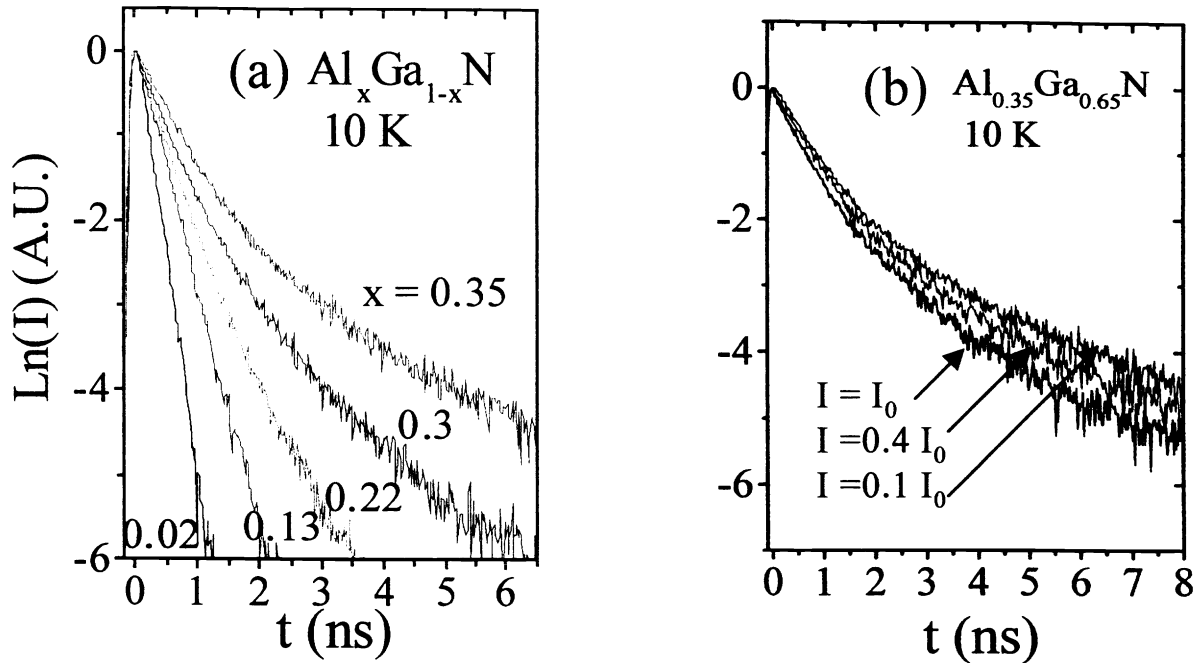 (a) AlₓGa₁₋ₓN
10 K
Ln(I) (A.U.)
0
-2
-4
-6
x = 0.35
0.3
0.22
0.13
0.02
0 1 2 3 4 5 6
t (ns)
(b) Al₀.₃₅Ga₀.₆₅N
10 K
0
-2
-4
-6
I = I₀
I =0.4 I₀
I =0.1 I₀
0 1 2 3 4 5 6 7 8
t (ns)